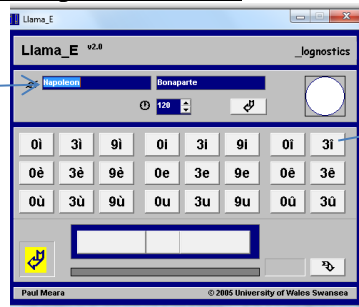 Llama_E
Llama_E v2.0 _lognostics
Napoleon Bonaparte
120
0ì 3ì 9ì 0i 3i 9i 0î 3î
0è 3è 9è 0e 3e 9e 0ê 3ê
0ù 3ù 9ù 0u 3u 9u 0û 3û
Paul Meara © 2005 University of Wales Swansea